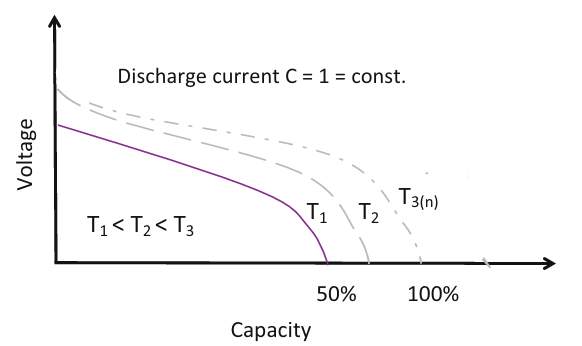 Discharge current C = 1 = const.
Voltage
T₁ < T₂ < T₃
T₁
T₂
T₃₍ₙ₎
50%
100%
Capacity